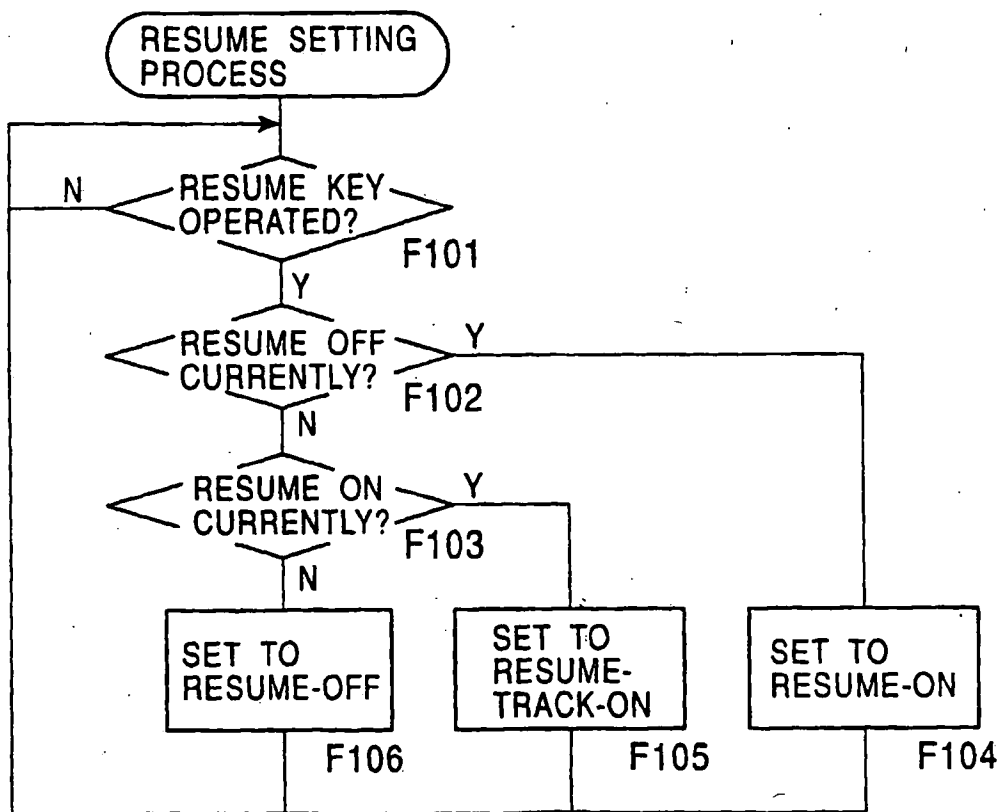 RESUME SETTING
PROCESS
N
RESUME KEY
OPERATED?
F101
Y
RESUME OFF
CURRENTLY?
Y
F102
N
RESUME ON
CURRENTLY?
Y
F103
N
SET TO
RESUME-OFF
F106
SET TO
RESUME-
TRACK-ON
F105
SET TO
RESUME-ON
F104